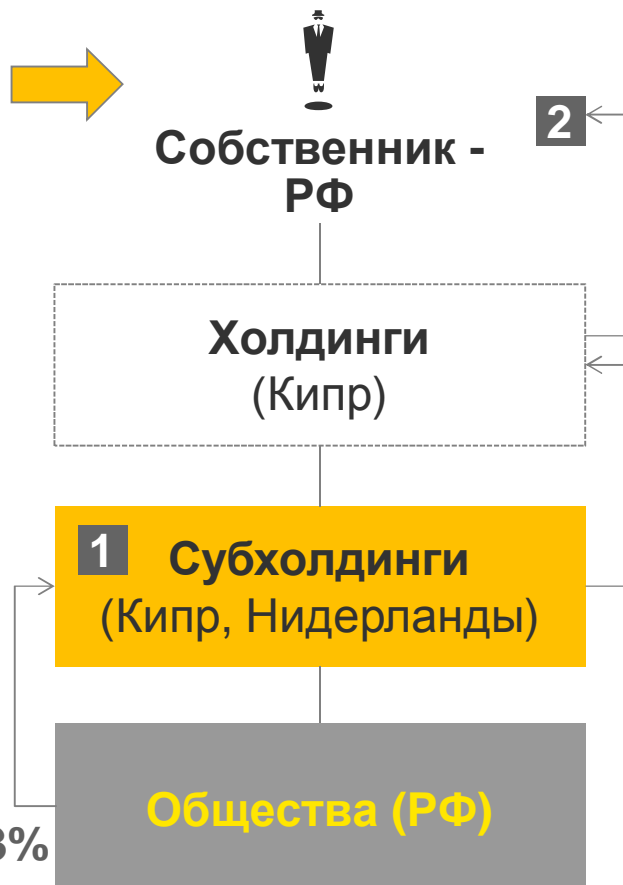 2
Собственник -
РФ
Холдинги
(Кипр)
1
Субхолдинги
(Кипр, Нидерланды)
Общества (РФ)
%